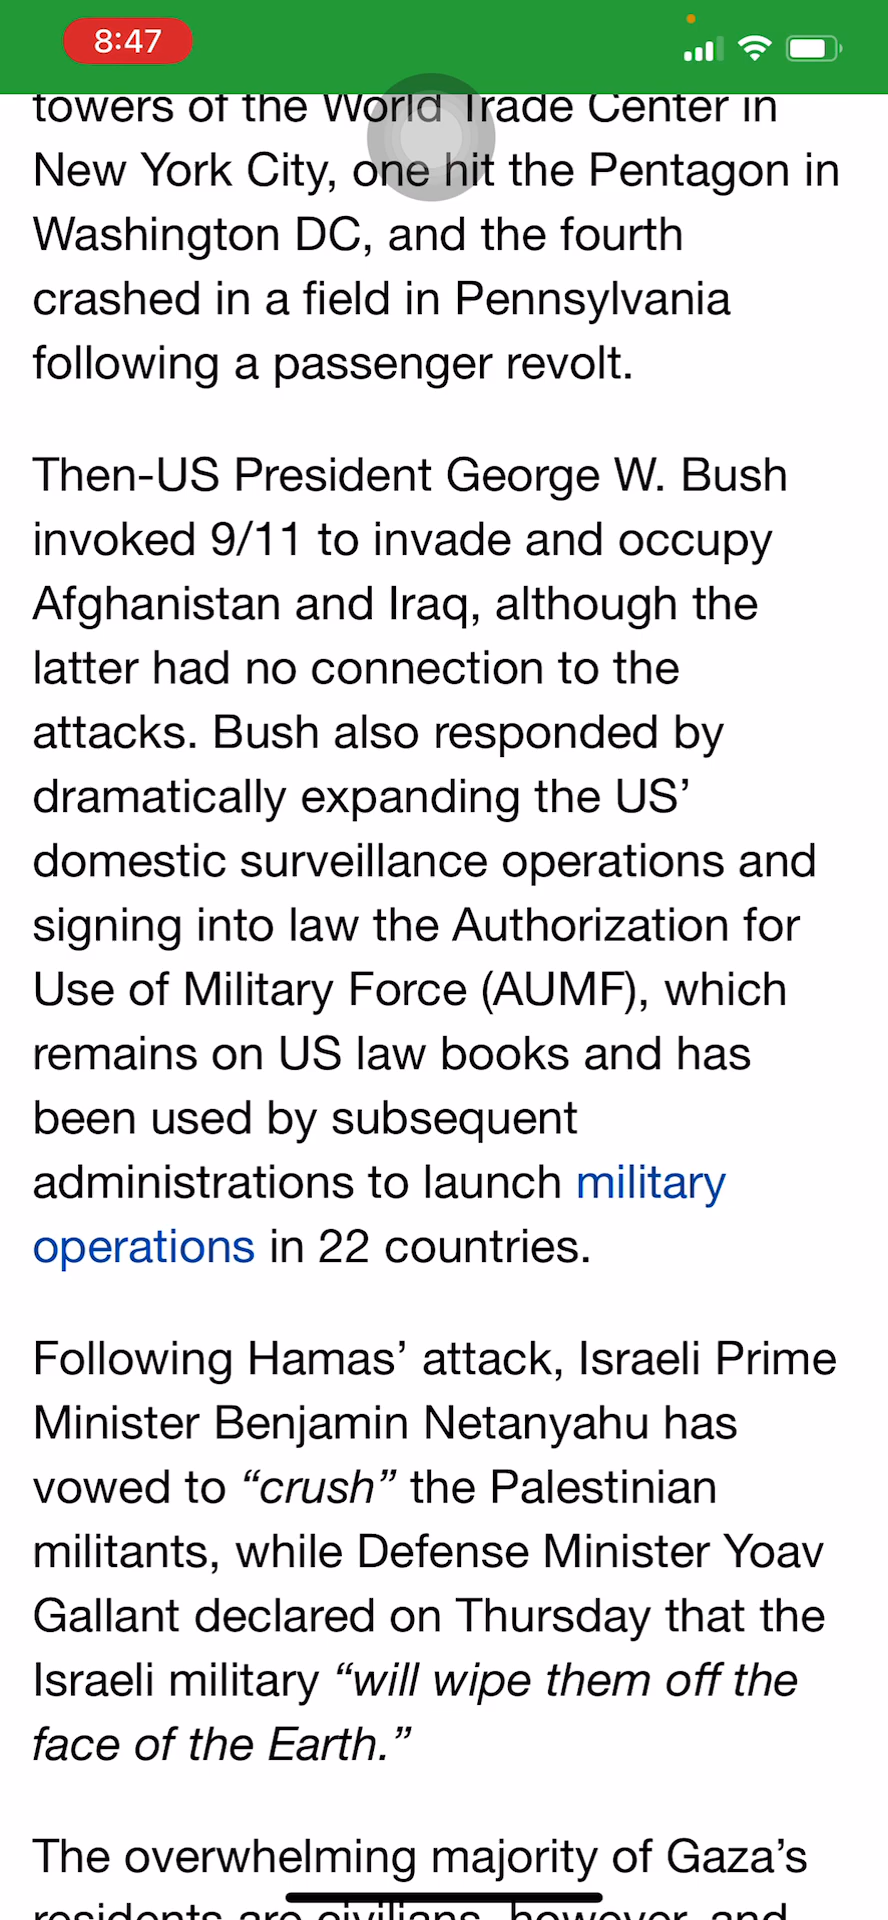 8:47
towers of the World Trade Center in
New York City, one hit the Pentagon in
Washington DC, and the fourth
crashed in a field in Pennsylvania
following a passenger revolt.
Then-US President George W. Bush
invoked 9/11 to invade and occupy
Afghanistan and Iraq, although the
latter had no connection to the
attacks. Bush also responded by
dramatically expanding the US’
domestic surveillance operations and
signing into law the Authorization for
Use of Military Force (AUMF), which
remains on US law books and has
been used by subsequent
administrations to launch military
operations in 22 countries.
Following Hamas’ attack, Israeli Prime
Minister Benjamin Netanyahu has
vowed to “crush” the Palestinian
militants, while Defense Minister Yoav
Gallant declared on Thursday that the
Israeli military “will wipe them off the
face of the Earth.”
The overwhelming majority of Gaza’s
residents are civilians, however, and